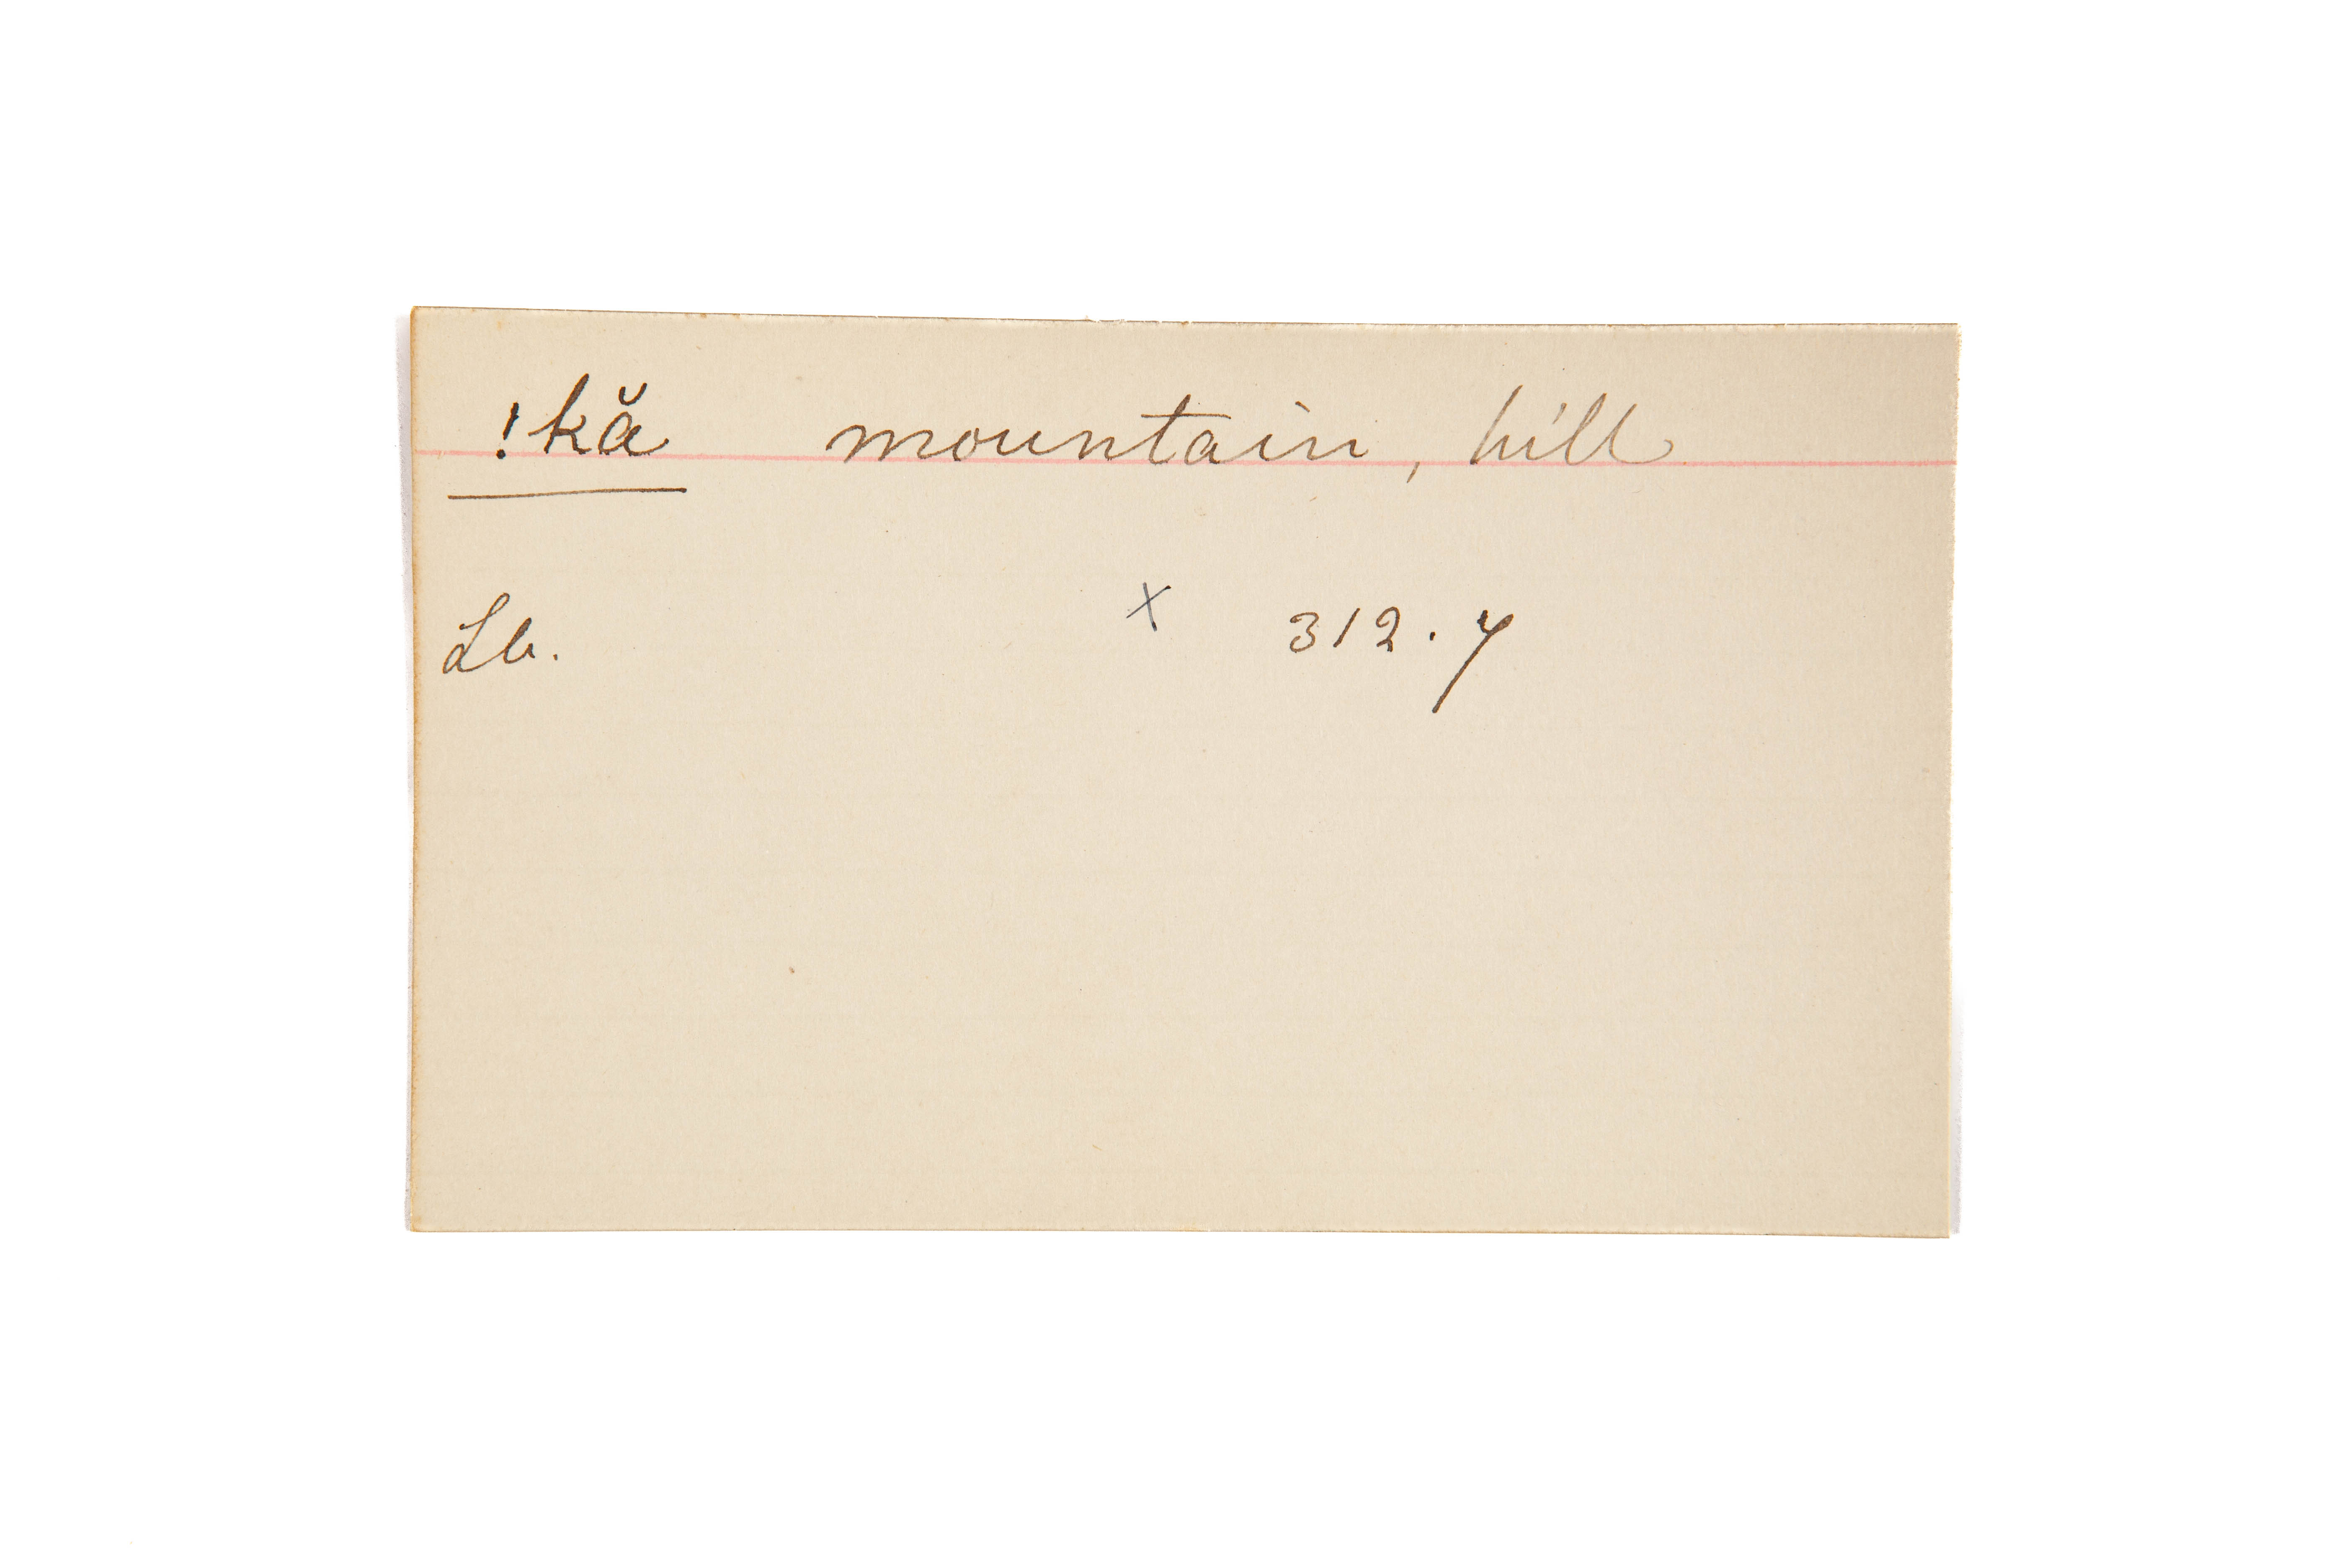 !kă mountain, hill
Lb. x 312.7